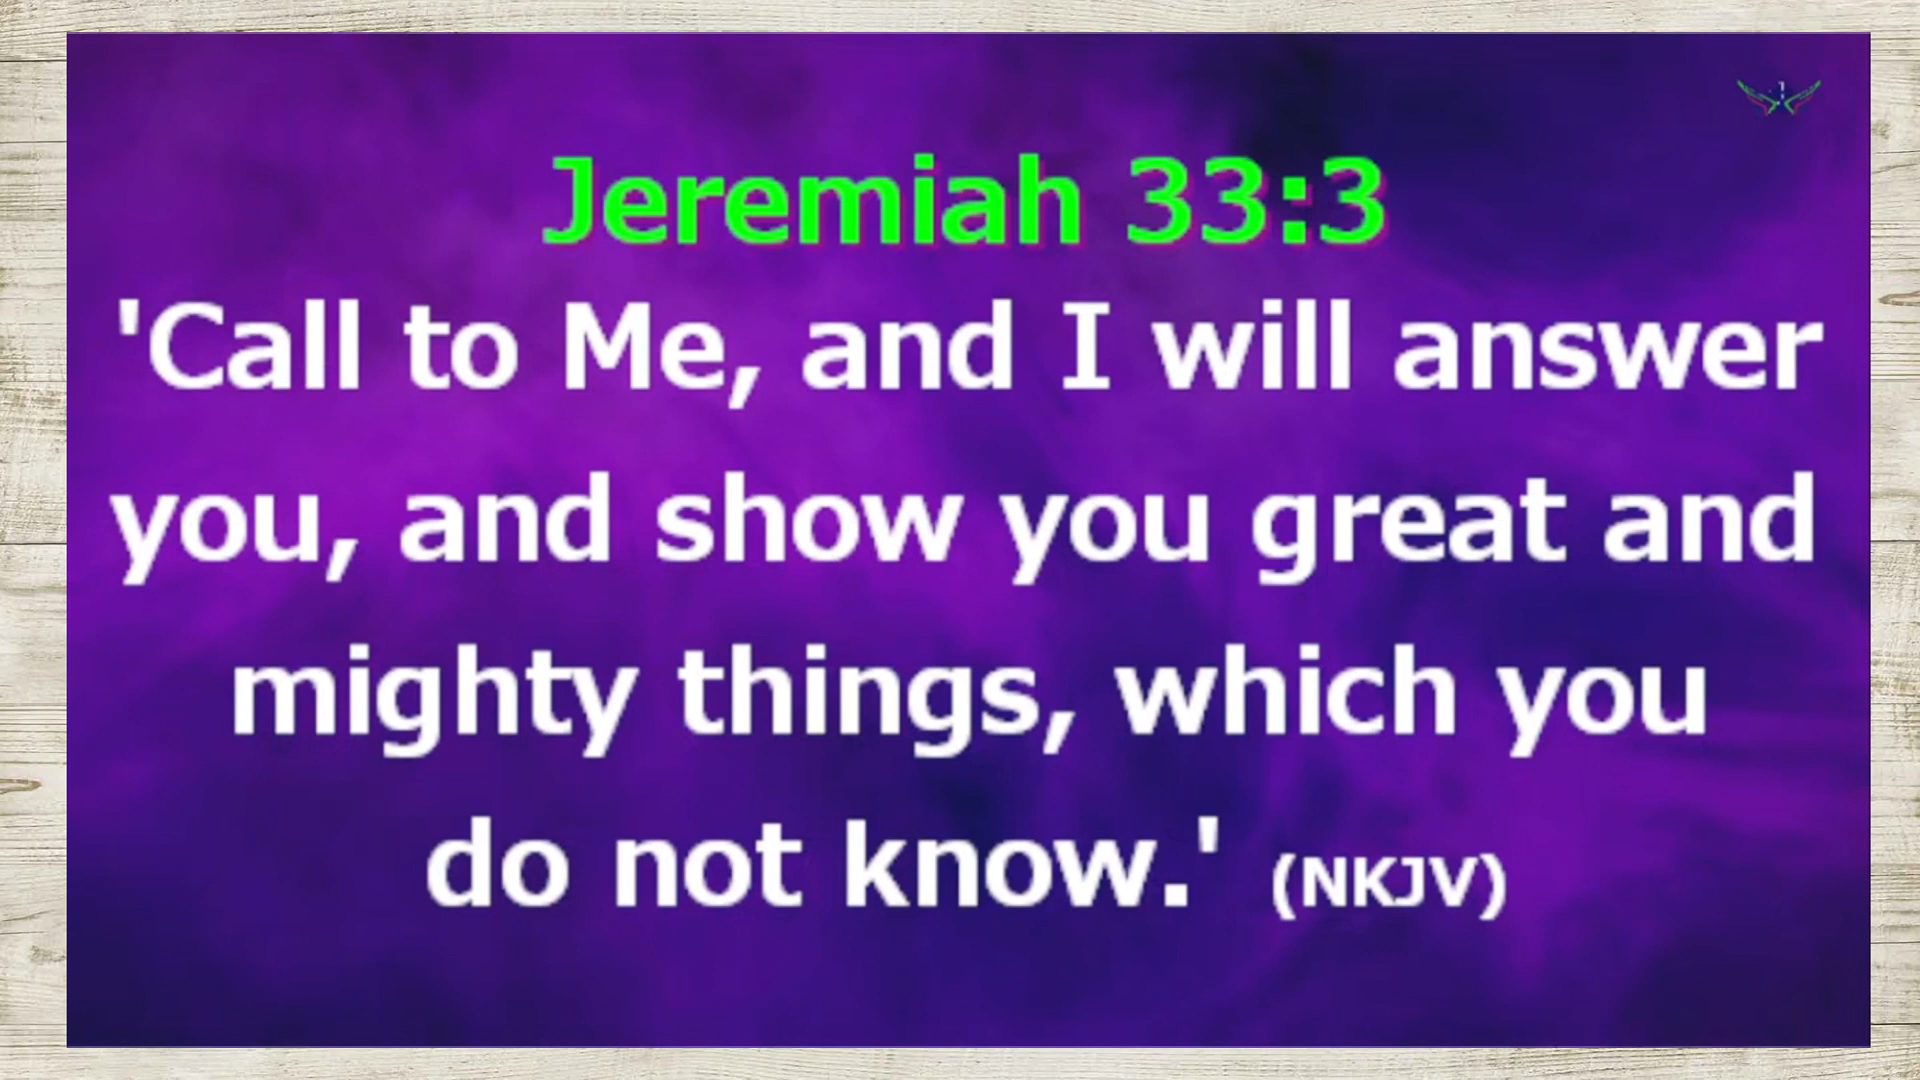 Jeremiah 33:3
'Call to Me, and I will answer
you, and show you great and
mighty things, which you
do not know.' (NKJV)